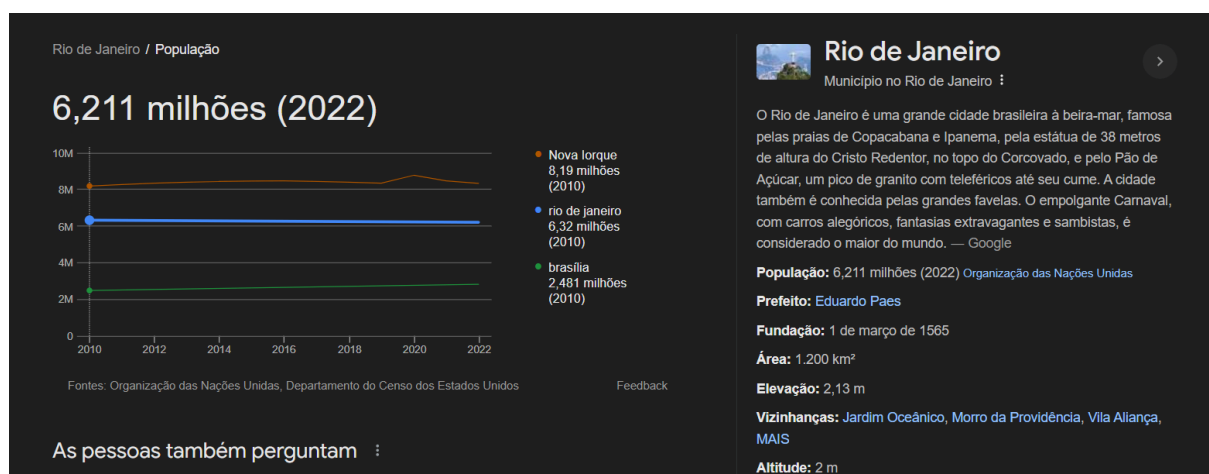 Rio de Janeiro / População
6,211 milhões (2022)
10M
8M
6M
4M
2M
0
2010 2012 2014 2016 2018 2020 2022
Nova Iorque
8,19 milhões
(2010)
rio de janeiro
6,32 milhões
(2010)
brasília
2,481 milhões
(2010)
Fontes: Organização das Nações Unidas, Departamento do Censo dos Estados Unidos
Feedback
As pessoas também perguntam
Rio de Janeiro
Município no Rio de Janeiro
O Rio de Janeiro é uma grande cidade brasileira à beira-mar, famosa
pelas praias de Copacabana e Ipanema, pela estátua de 38 metros
de altura do Cristo Redentor, no topo do Corcovado, e pelo Pão de
Açúcar, um pico de granito com teleféricos até seu cume. A cidade
também é conhecida pelas grandes favelas. O empolgante Carnaval,
com carros alegóricos, fantasias extravagantes e sambistas, é
considerado o maior do mundo. — Google
População: 6,211 milhões (2022) Organização das Nações Unidas
Prefeito: Eduardo Paes
Fundação: 1 de março de 1565
Área: 1.200 km²
Elevação: 2,13 m
Vizinhanças: Jardim Oceânico, Morro da Providência, Vila Aliança,
MAIS
Altitude: 2 m